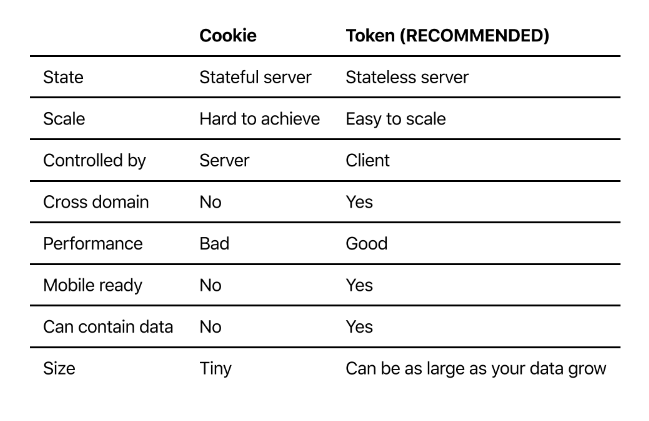 Cookie Token (RECOMMENDED)
State Stateful server Stateless server
Scale Hard to achieve Easy to scale
Controlled by Server Client
Cross domain No Yes
Performance Bad Good
Mobile ready No Yes
Can contain data No Yes
Size Tiny Can be as large as your data grow